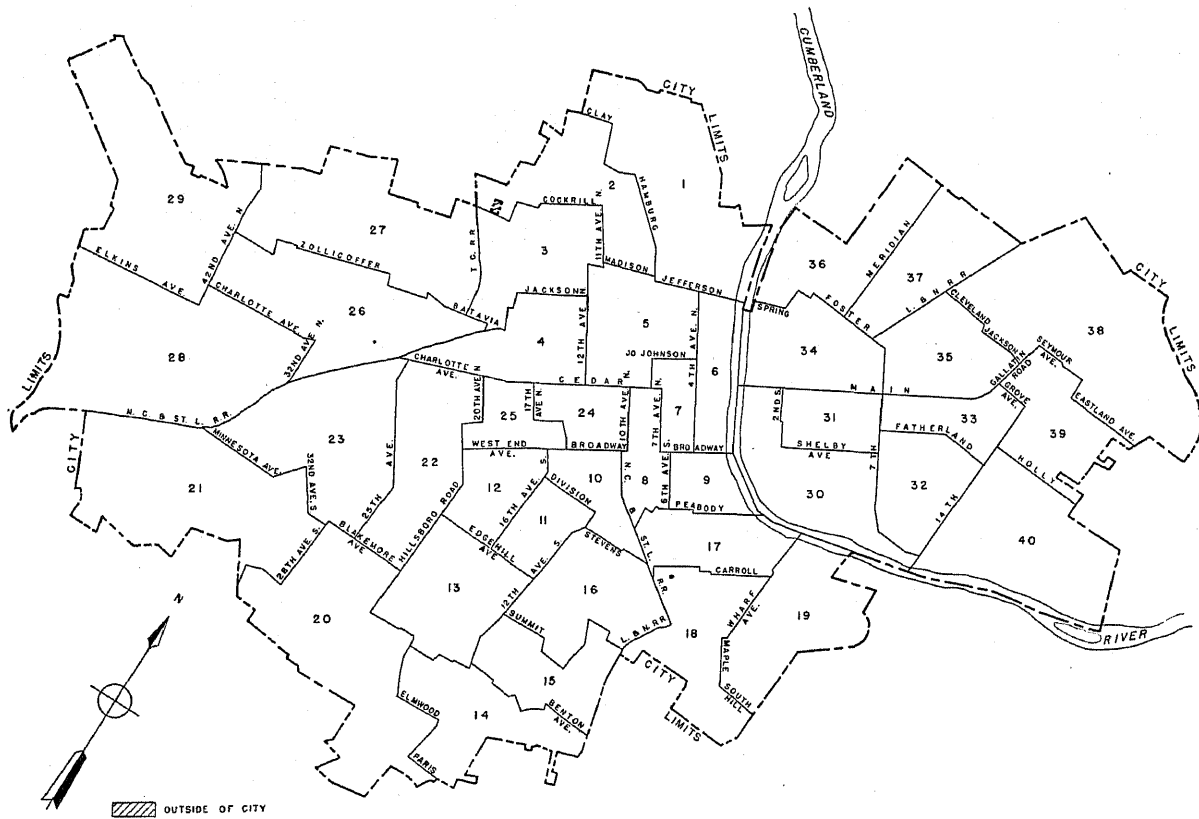 CUMBERLAND
CITY
LIMITS
CLAY
HAMBURG
1
2
29
COCKRILL
11TH AVE. N.
27
T. C. RR
3
42ND AVE. N
ZOLLICOFFER
ELKINS AVE.
MADISON
JEFFERSON
SPRING
36
MERIDIAN
37
L. & N R R
FOSTER
CLEVELAND
38
CITY
LIMITS
CHARLOTTE AVE.
26
BATAVIA
JACKSON
4
12TH AVE. N.
5
JO JOHNSON
4TH AVE. N.
6
34
35
JACKSON
GALLATIN ROAD
SEYMOUR AVE.
GROVE AVE.
28
32ND AVE N.
CHARLOTTE AVE.
CEDAR
MAIN
EASTLAND AVE.
LIMITS
N. C. & ST. L. R.R.
20TH AVE N
25
17TH AVE N.
24
10TH AVE N.
7TH AVE. N.
7
2ND S.
31
33
39
FATHERLAND
CITY
MINNESOTA AVE.
23
25TH AVE.
22
WEST END AVE.
BROADWAY
BROADWAY
SHELBY AVE
7 TH
HOLLY
21
32ND AVE. S.
12
16TH AVE. S.
DIVISION
10
N. C. & ST. L. R.R.
8
6TH AVE S.
9
PEABODY
30
32
14 TH
28TH AVE. S.
BLAKEMORE AVE
HILLSBORO ROAD
EDGEHILL AVE
11
STEVENS
17
40
20
13
12TH AVE. S.
16
CARROLL
WHARF AVE.
19
SUMMIT
L. & N. RR
18
MAPLE
RIVER
N
15
CITY
LIMITS
SOUTH HILL
ELMWOOD
14
BENTON AVE.
PARIS
OUTSIDE OF CITY